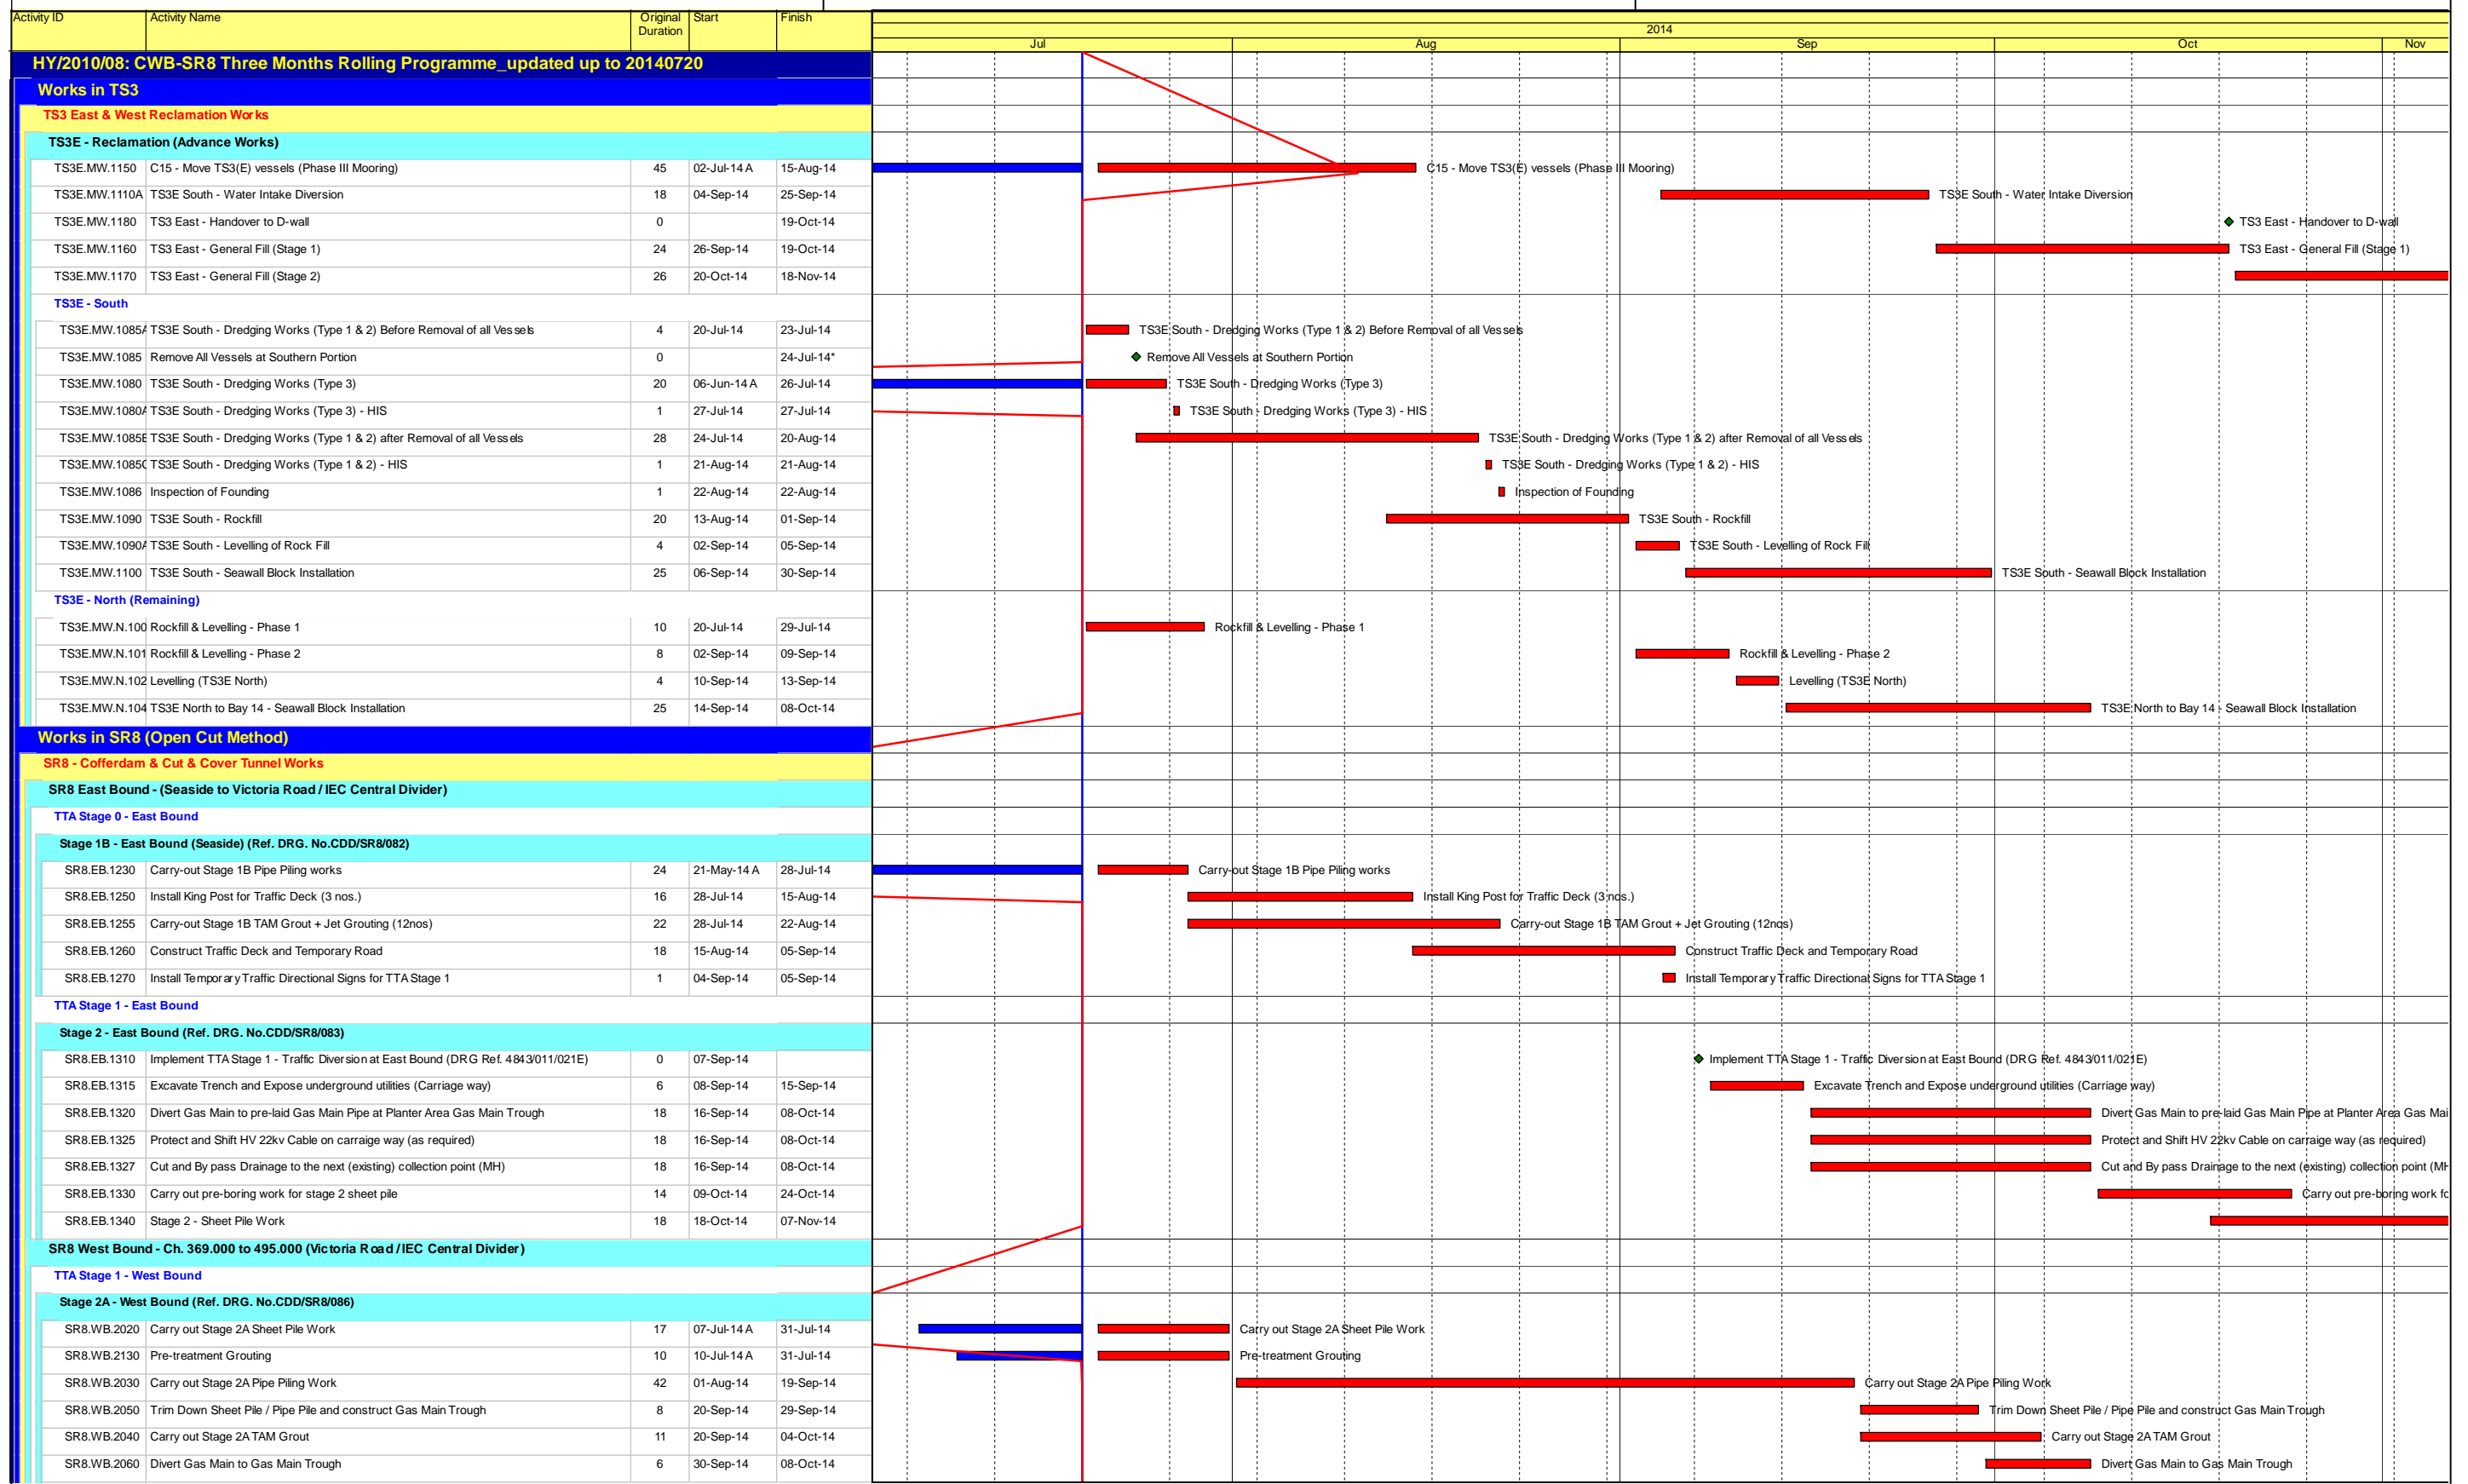 Activity ID Activity Name Original Duration Start Finish 2014
Jul Aug Sep Oct Nov
HY/2010/08: CWB-SR8 Three Months Rolling Programme_updated up to 20140720
Works in TS3
TS3 East & West Reclamation Works
TS3E - Reclamation (Advance Works)
TS3E.MW.1150 C15 - Move TS3(E) vessels (Phase III Mooring) 45 02-Jul-14 A 15-Aug-14 C15 - Move TS3(E) vessels (Phase III Mooring)
TS3E.MW.1110A TS3E South - Water Intake Diversion 18 04-Sep-14 25-Sep-14 TS3E South - Water Intake Diversion
TS3E.MW.1180 TS3 East - Handover to D-wall 0 19-Oct-14 TS3 East - Handover to D-wall
TS3E.MW.1160 TS3 East - General Fill (Stage 1) 24 26-Sep-14 19-Oct-14 TS3 East - General Fill (Stage 1)
TS3E.MW.1170 TS3 East - General Fill (Stage 2) 26 20-Oct-14 18-Nov-14
TS3E - South
TS3E.MW.1085A TS3E South - Dredging Works (Type 1 & 2) Before Removal of all Vessels 4 20-Jul-14 23-Jul-14 TS3E South - Dredging Works (Type 1 & 2) Before Removal of all Vessels
TS3E.MW.1085 Remove All Vessels at Southern Portion 0 24-Jul-14* Remove All Vessels at Southern Portion
TS3E.MW.1080 TS3E South - Dredging Works (Type 3) 20 06-Jun-14 A 26-Jul-14 TS3E South - Dredging Works (Type 3)
TS3E.MW.1080A TS3E South - Dredging Works (Type 3) - HIS 1 27-Jul-14 27-Jul-14 TS3E South - Dredging Works (Type 3) - HIS
TS3E.MW.1085B TS3E South - Dredging Works (Type 1 & 2) after Removal of all Vessels 28 24-Jul-14 20-Aug-14 TS3E South - Dredging Works (Type 1 & 2) after Removal of all Vessels
TS3E.MW.1085C TS3E South - Dredging Works (Type 1 & 2) - HIS 1 21-Aug-14 21-Aug-14 TS3E South - Dredging Works (Type 1 & 2) - HIS
TS3E.MW.1086 Inspection of Founding 1 22-Aug-14 22-Aug-14 Inspection of Founding
TS3E.MW.1090 TS3E South - Rockfill 20 13-Aug-14 01-Sep-14 TS3E South - Rockfill
TS3E.MW.1090A TS3E South - Levelling of Rock Fill 4 02-Sep-14 05-Sep-14 TS3E South - Levelling of Rock Fill
TS3E.MW.1100 TS3E South - Seawall Block Installation 25 06-Sep-14 30-Sep-14 TS3E South - Seawall Block Installation
TS3E - North (Remaining)
TS3E.MW.N.100 Rockfill & Levelling - Phase 1 10 20-Jul-14 29-Jul-14 Rockfill & Levelling - Phase 1
TS3E.MW.N.101 Rockfill & Levelling - Phase 2 8 02-Sep-14 09-Sep-14 Rockfill & Levelling - Phase 2
TS3E.MW.N.102 Levelling (TS3E North) 4 10-Sep-14 13-Sep-14 Levelling (TS3E North)
TS3E.MW.N.104 TS3E North to Bay 14 - Seawall Block Installation 25 14-Sep-14 08-Oct-14 TS3E North to Bay 14 - Seawall Block Installation
Works in SR8 (Open Cut Method)
SR8 - Cofferdam & Cut & Cover Tunnel Works
SR8 East Bound - (Seaside to Victoria Road / IEC Central Divider)
TTA Stage 0 - East Bound
Stage 1B - East Bound (Seaside) (Ref. DRG. No.CDD/SR8/082)
SR8.EB.1230 Carry-out Stage 1B Pipe Piling works 24 21-May-14 A 28-Jul-14 Carry-out Stage 1B Pipe Piling works
SR8.EB.1250 Install King Post for Traffic Deck (3 nos.) 16 28-Jul-14 15-Aug-14 Install King Post for Traffic Deck (3 nos.)
SR8.EB.1255 Carry-out Stage 1B TAM Grout + Jet Grouting (12nos) 22 28-Jul-14 22-Aug-14 Carry-out Stage 1B TAM Grout + Jet Grouting (12nos)
SR8.EB.1260 Construct Traffic Deck and Temporary Road 18 15-Aug-14 05-Sep-14 Construct Traffic Deck and Temporary Road
SR8.EB.1270 Install Temporary Traffic Directional Signs for TTA Stage 1 1 04-Sep-14 05-Sep-14 Install Temporary Traffic Directional Signs for TTA Stage 1
TTA Stage 1 - East Bound
Stage 2 - East Bound (Ref. DRG. No.CDD/SR8/083)
SR8.EB.1310 Implement TTA Stage 1 - Traffic Diversion at East Bound (DRG Ref. 4843/011/021E) 0 07-Sep-14 Implement TTA Stage 1 - Traffic Diversion at East Bound (DRG Ref. 4843/011/021E)
SR8.EB.1315 Excavate Trench and Expose underground utilities (Carriage way) 6 08-Sep-14 15-Sep-14 Excavate Trench and Expose underground utilities (Carriage way)
SR8.EB.1320 Divert Gas Main to pre-laid Gas Main Pipe at Planter Area Gas Main Trough 18 16-Sep-14 08-Oct-14 Divert Gas Main to pre-laid Gas Main Pipe at Planter Area Gas Mai
SR8.EB.1325 Protect and Shift HV 22kv Cable on carraige way (as required) 18 16-Sep-14 08-Oct-14 Protect and Shift HV 22kv Cable on carraige way (as required)
SR8.EB.1327 Cut and By pass Drainage to the next (existing) collection point (MH) 18 16-Sep-14 08-Oct-14 Cut and By pass Drainage to the next (existing) collection point (MH
SR8.EB.1330 Carry out pre-boring work for stage 2 sheet pile 14 09-Oct-14 24-Oct-14 Carry out pre-boring work fo
SR8.EB.1340 Stage 2 - Sheet Pile Work 18 18-Oct-14 07-Nov-14
SR8 West Bound - Ch. 369.000 to 495.000 (Victoria Road / IEC Central Divider)
TTA Stage 1 - West Bound
Stage 2A - West Bound (Ref. DRG. No.CDD/SR8/086)
SR8.WB.2020 Carry out Stage 2A Sheet Pile Work 17 07-Jul-14 A 31-Jul-14 Carry out Stage 2A Sheet Pile Work
SR8.WB.2130 Pre-treatment Grouting 10 10-Jul-14 A 31-Jul-14 Pre-treatment Grouting
SR8.WB.2030 Carry out Stage 2A Pipe Piling Work 42 01-Aug-14 19-Sep-14 Carry out Stage 2A Pipe Piling Work
SR8.WB.2050 Trim Down Sheet Pile / Pipe Pile and construct Gas Main Trough 8 20-Sep-14 29-Sep-14 Trim Down Sheet Pile / Pipe Pile and construct Gas Main Trough
SR8.WB.2040 Carry out Stage 2A TAM Grout 11 20-Sep-14 04-Oct-14 Carry out Stage 2A TAM Grout
SR8.WB.2060 Divert Gas Main to Gas Main Trough 6 30-Sep-14 08-Oct-14 Divert Gas Main to Gas Main Trough